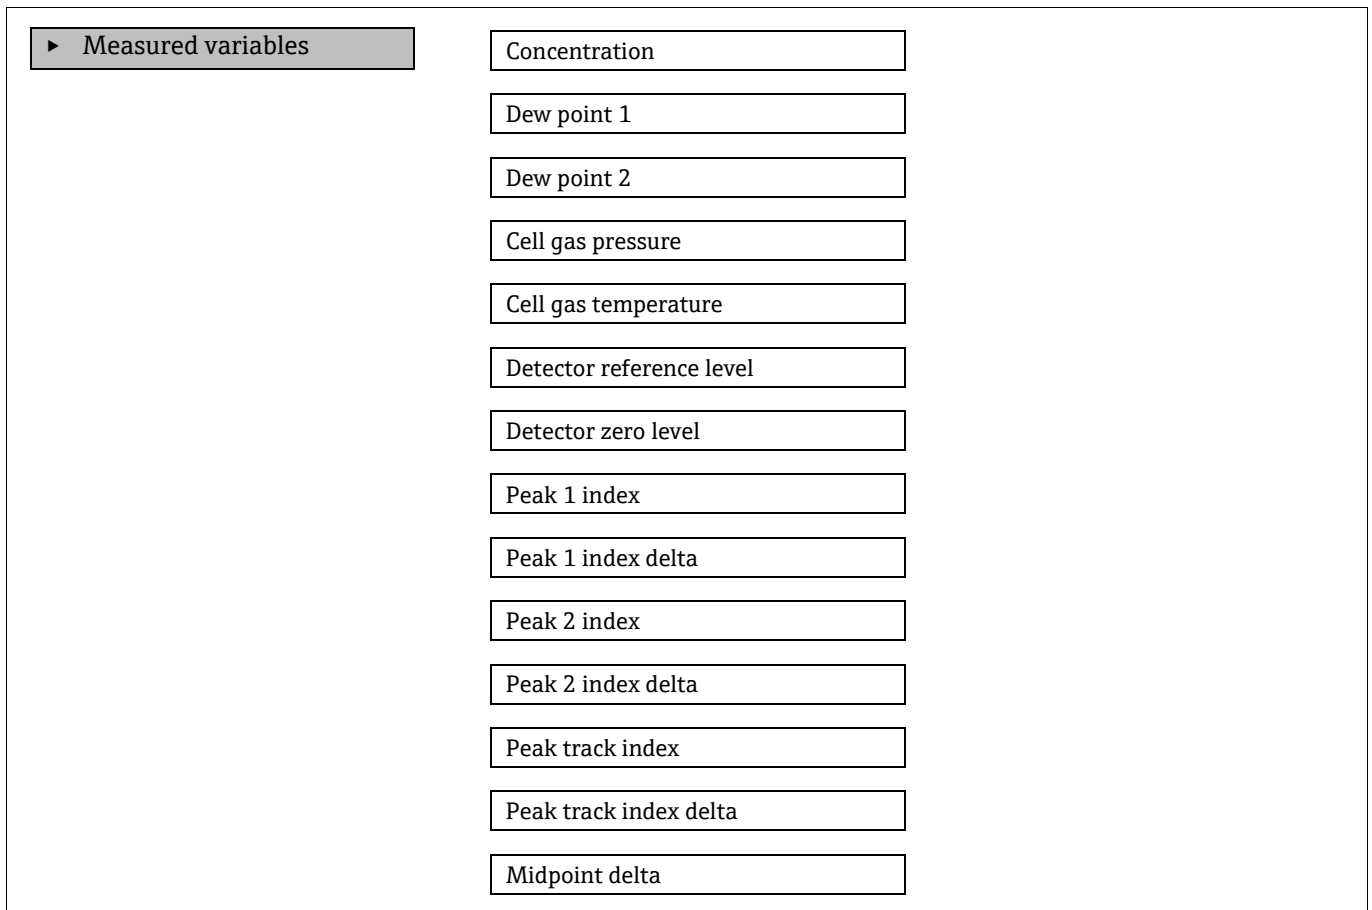 ▸ Measured variables
Concentration
Dew point 1
Dew point 2
Cell gas pressure
Cell gas temperature
Detector reference level
Detector zero level
Peak 1 index
Peak 1 index delta
Peak 2 index
Peak 2 index delta
Peak track index
Peak track index delta
Midpoint delta